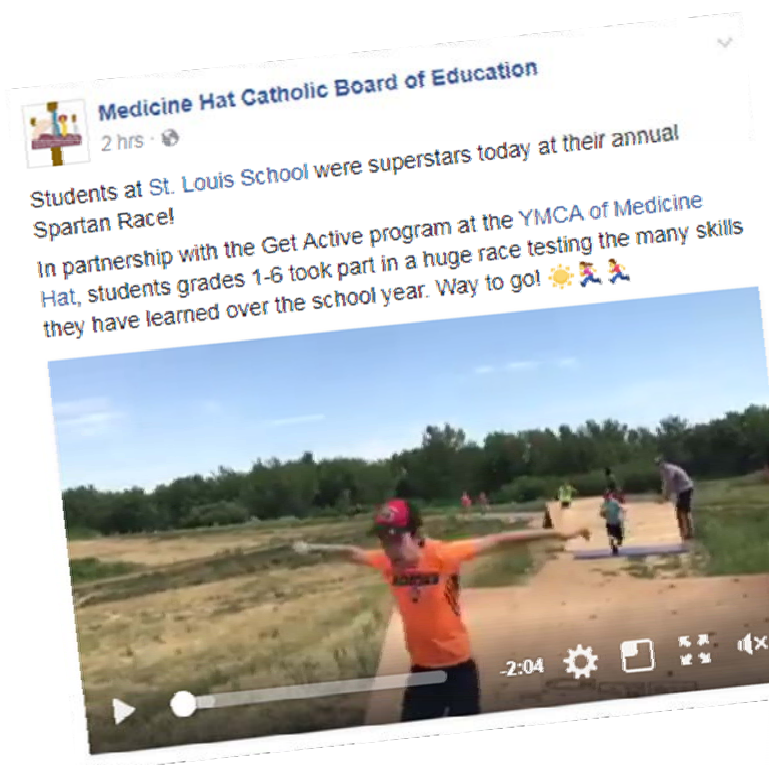 Medicine Hat Catholic Board of Education
2 hrs ·
Students at St. Louis School were superstars today at their annual
Spartan Race!
In partnership with the Get Active program at the YMCA of Medicine
Hat, students grades 1-6 took part in a huge race testing the many skills
they have learned over the school year. Way to go! ☀️🏃‍♀️🏃
-2:04